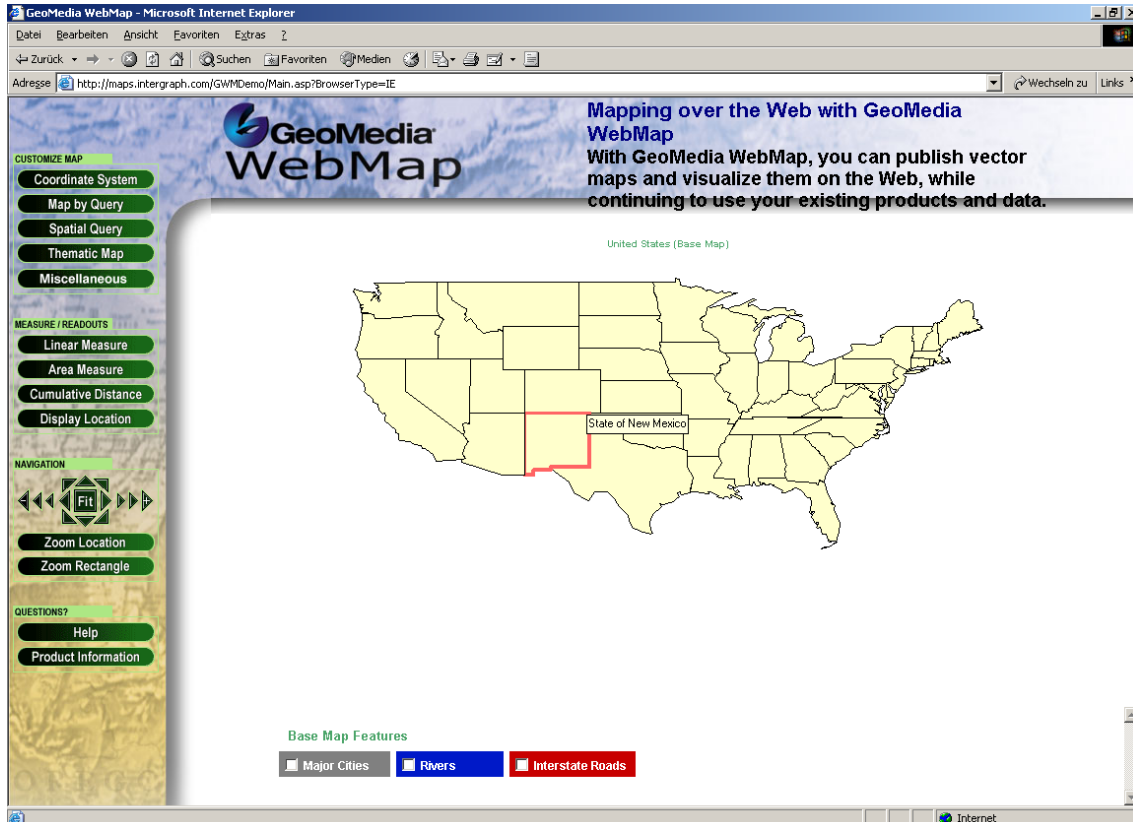 GeoMedia WebMap - Microsoft Internet Explorer
Datei Bearbeiten Ansicht Favoriten Extras ?
Zurück Suchen Favoriten Medien
Adresse http://maps.intergraph.com/GWMDemo/Main.asp?BrowserType=IE Wechseln zu Links
GeoMedia
WebMap
Mapping over the Web with GeoMedia
WebMap
With GeoMedia WebMap, you can publish vector
maps and visualize them on the Web, while
continuing to use your existing products and data.
CUSTOMIZE MAP
Coordinate System
Map by Query
Spatial Query
Thematic Map
Miscellaneous
MEASURE / READOUTS
Linear Measure
Area Measure
Cumulative Distance
Display Location
NAVIGATION
Fit
Zoom Location
Zoom Rectangle
QUESTIONS?
Help
Product Information
United States (Base Map)
State of New Mexico
Base Map Features
Major Cities Rivers Interstate Roads
Internet